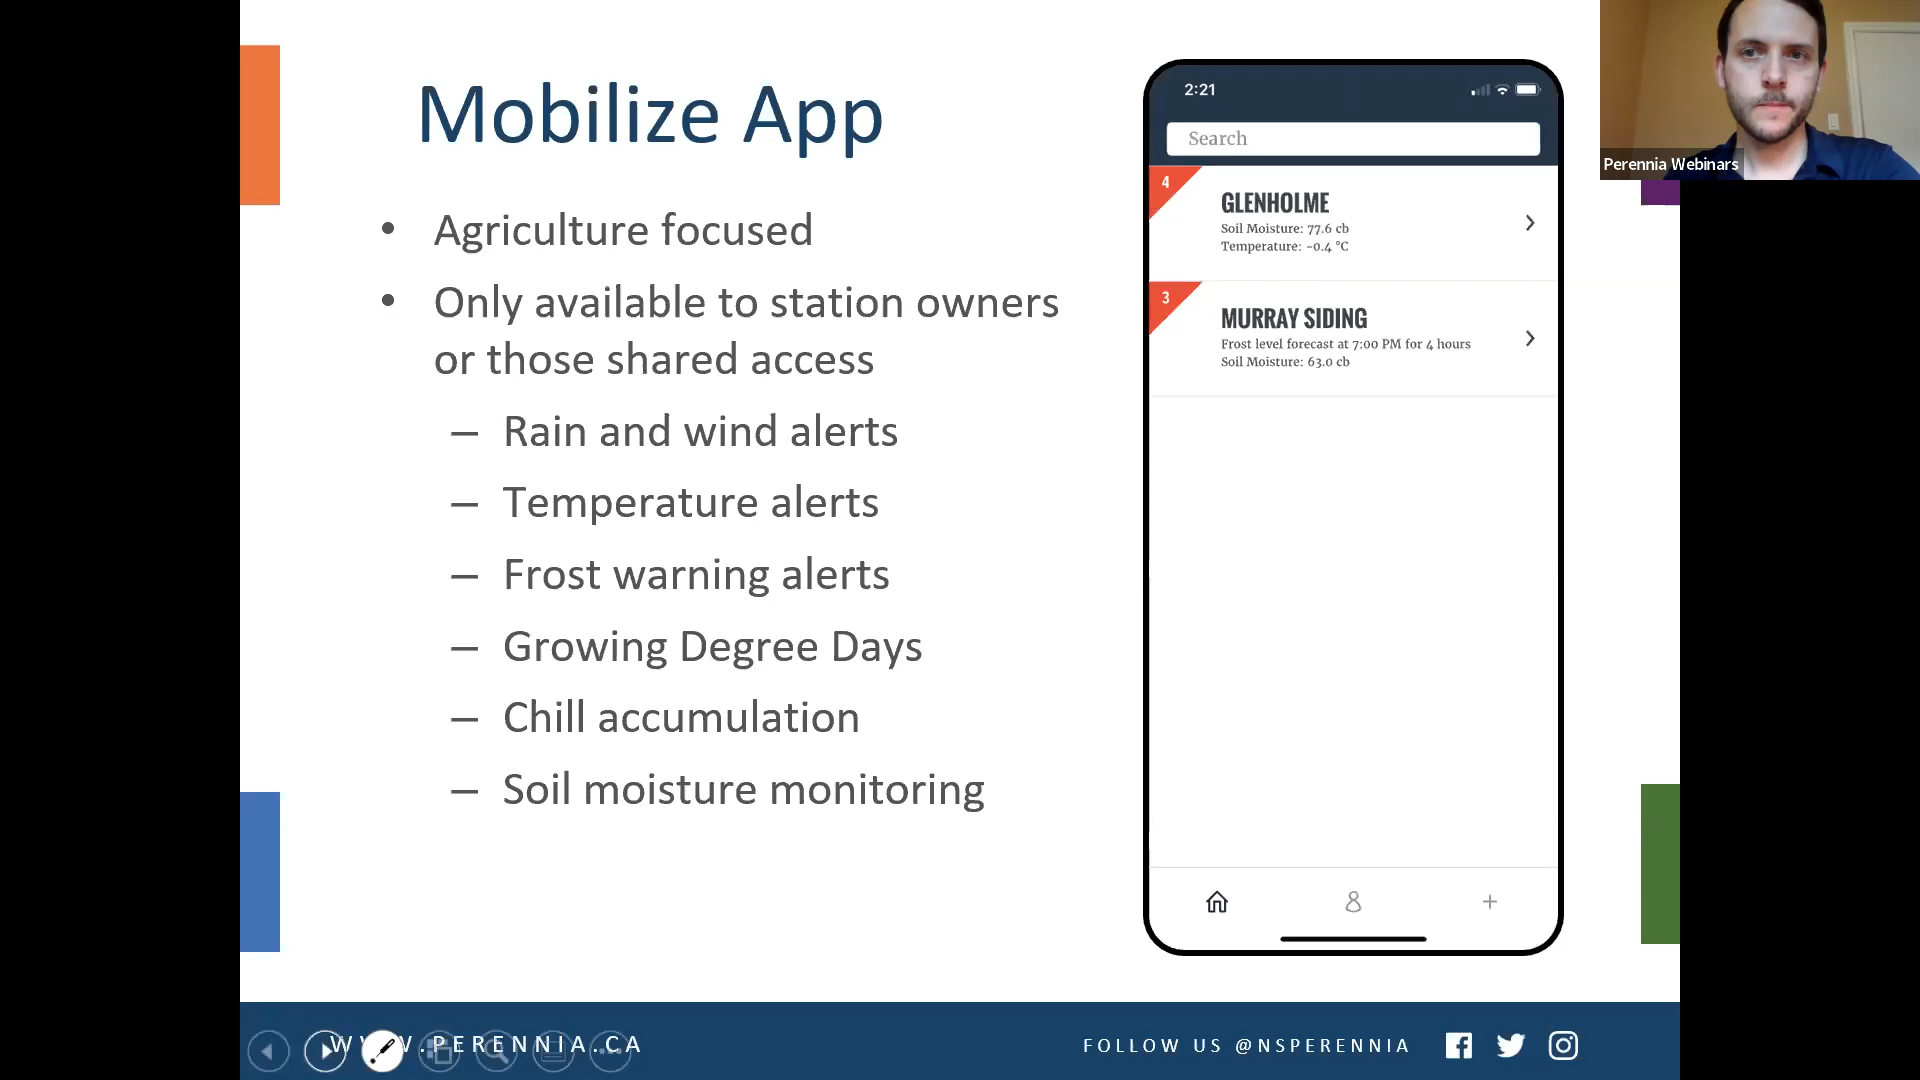 Mobilize App
• Agriculture focused
• Only available to station owners
or those shared access
– Rain and wind alerts
– Temperature alerts
– Frost warning alerts
– Growing Degree Days
– Chill accumulation
– Soil moisture monitoring
2:21
Search
4
GLENHOLME
Soil Moisture: 77.6 cb
Temperature: -0.4 °C
3
MURRAY SIDING
Frost level forecast at 7:00 PM for 4 hours
Soil Moisture: 63.0 cb
Perennia Webinars
WWW.PERENNIA.CA
FOLLOW US @NSPERENNIA